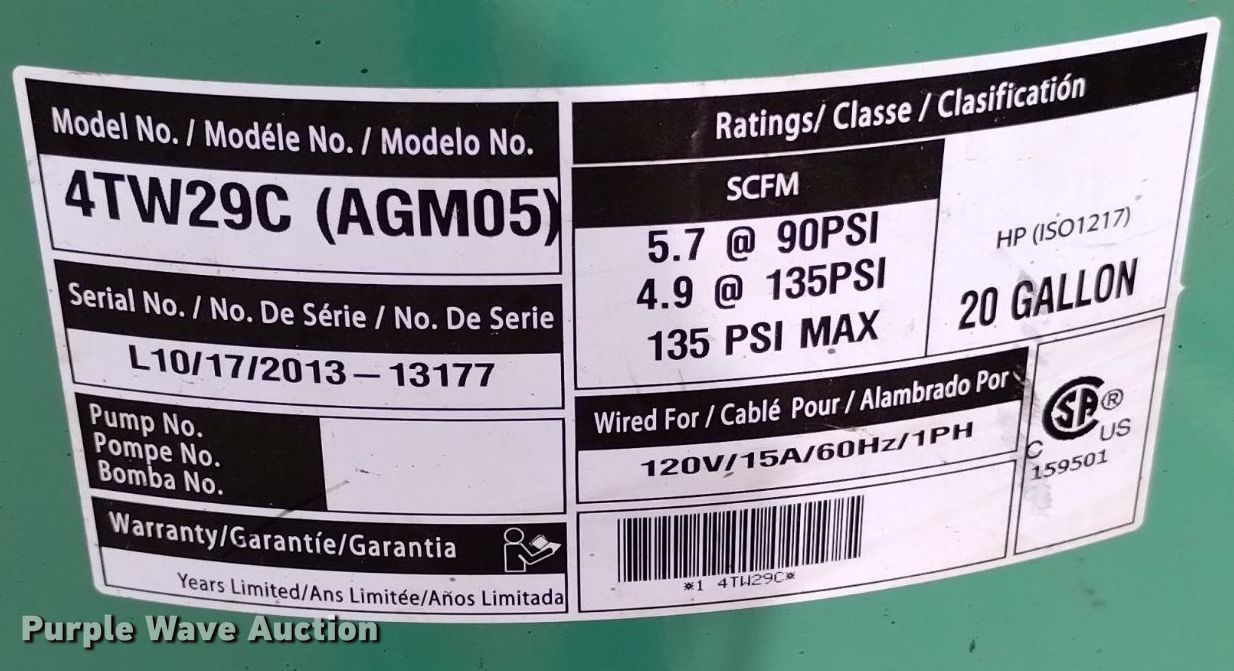 Model No. / Modéle No. / Modelo No.
4TW29C (AGM05)
Serial No. / No. De Série / No. De Serie
L10/17/2013 – 13177
Pump No.
Pompe No.
Bomba No.
Warranty/Garantíe/Garantia
Years Limited/Ans Limitée/Años Limitada
Ratings/ Classe / Clasificatión
SCFM
5.7 @ 90PSI
4.9 @ 135PSI
135 PSI MAX
HP (ISO1217)
20 GALLON
Wired For / Cablé Pour / Alambrado Por
120V/15A/60Hz/1PH
*1 4TW29C*
SA ®
C US
159501
Purple Wave Auction